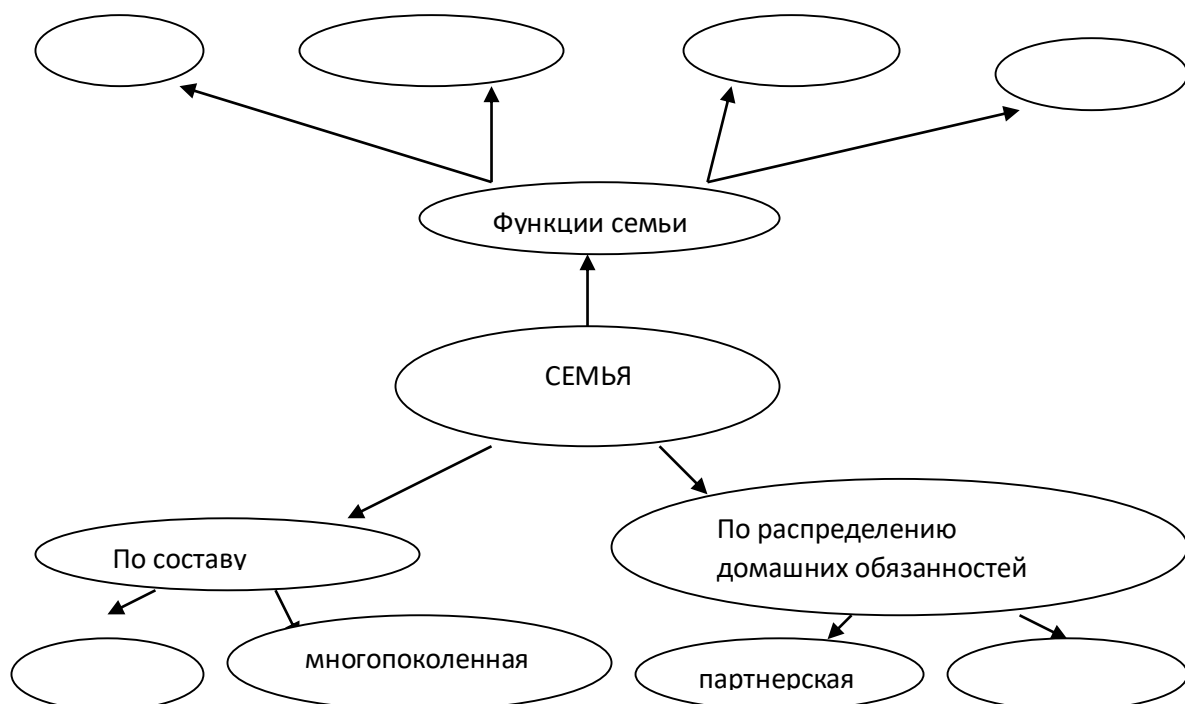 Функции семьи
СЕМЬЯ
По составу
По распределению
домашних обязанностей
многопоколенная
партнерская